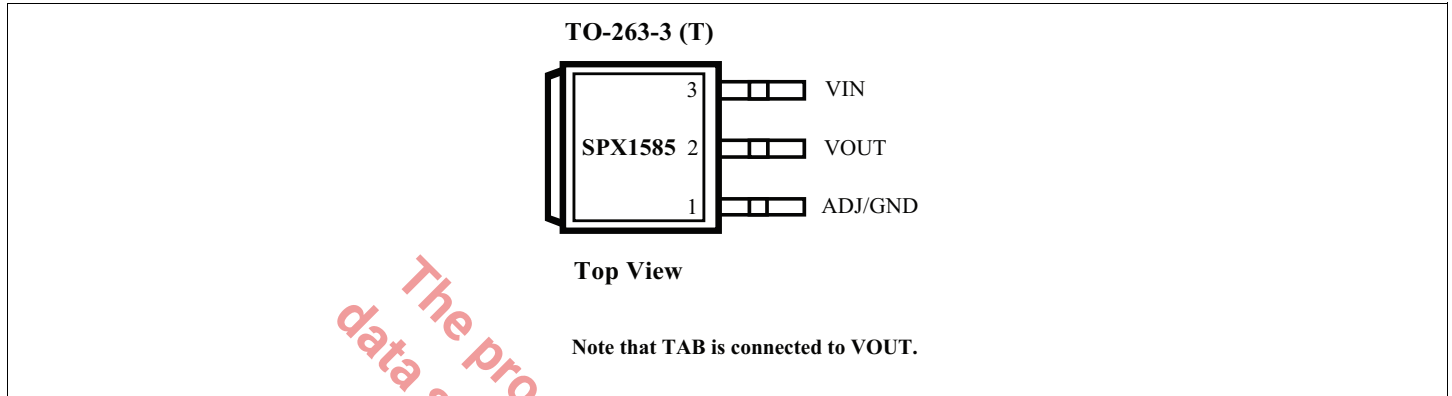 TO-263-3 (T)
3 VIN
SPX1585 2 VOUT
1 ADJ/GND
Top View
Note that TAB is connected to VOUT.
The pro
data